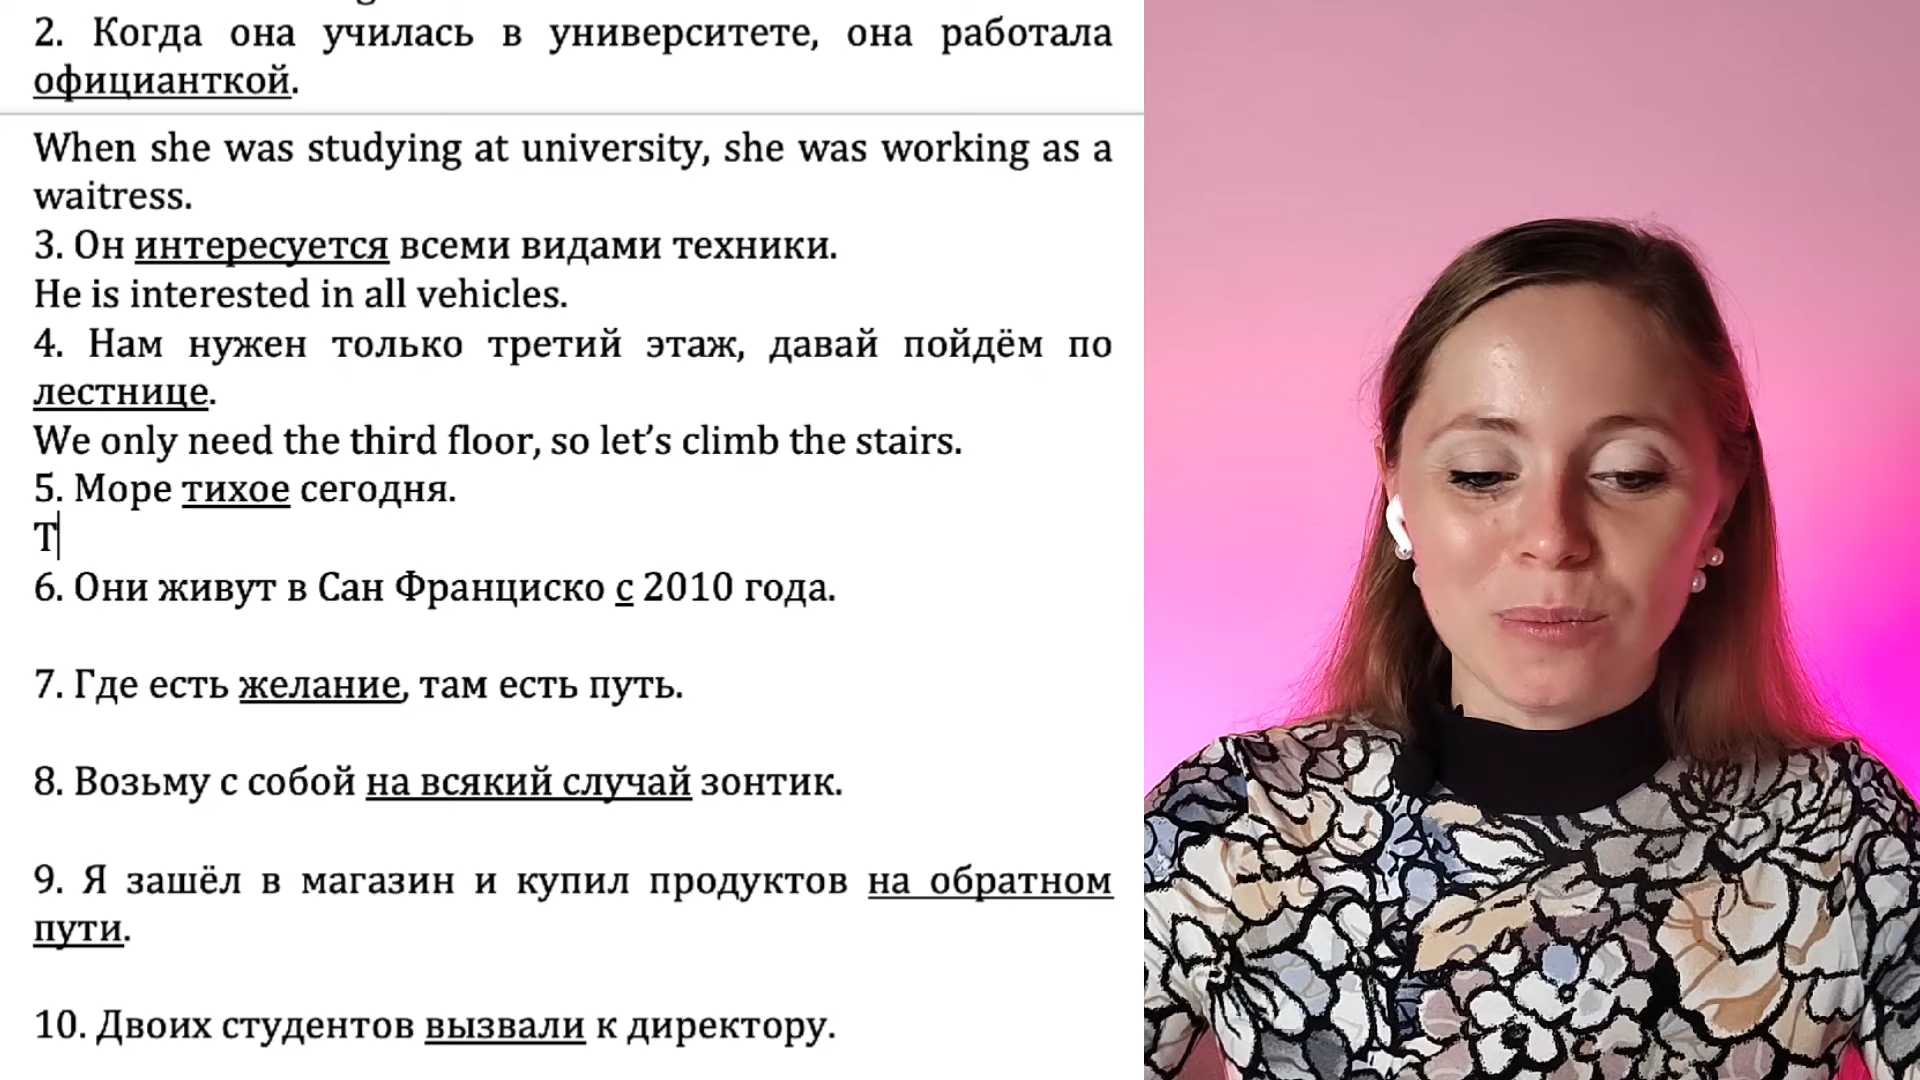 2. Когда она училась в университете, она работала
официанткой.
When she was studying at university, she was working as a
waitress.
3. Он интересуется всеми видами техники.
He is interested in all vehicles.
4. Нам нужен только третий этаж, давай пойдём по
лестнице.
We only need the third floor, so let’s climb the stairs.
5. Море тихое сегодня.
T
6. Они живут в Сан Франциско с 2010 года.
7. Где есть желание, там есть путь.
8. Возьму с собой на всякий случай зонтик.
9. Я зашёл в магазин и купил продуктов на обратном
пути.
10. Двоих студентов вызвали к директору.